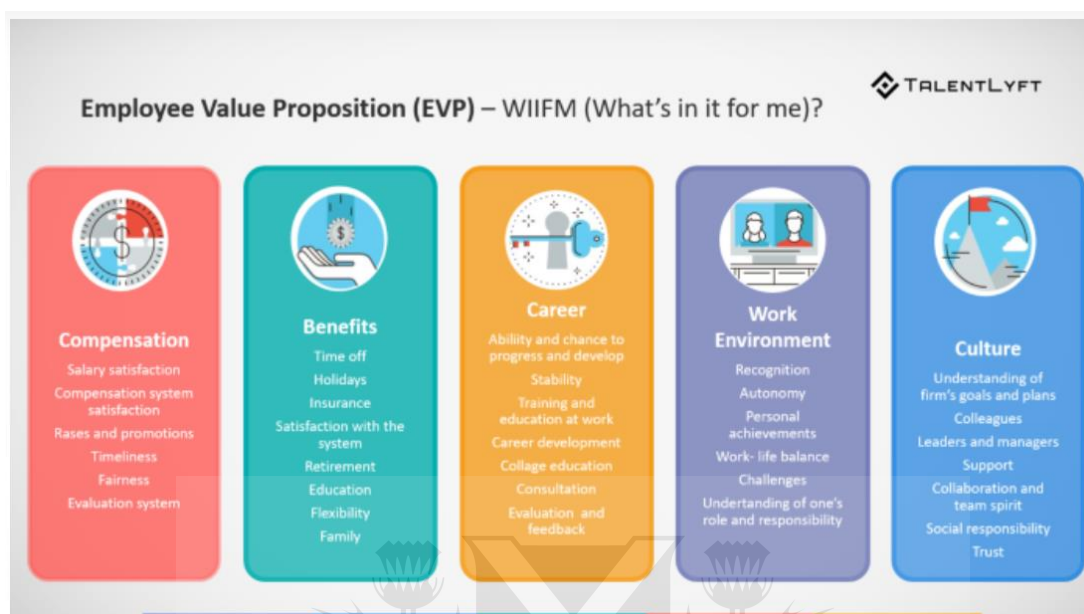 TALENTLYFT
Employee Value Proposition (EVP) – WIIFM (What's in it for me)?
Compensation
Salary satisfaction
Compensation system
satisfaction
Rases and promotions
Timeliness
Fairness
Evaluation system
Benefits
Time off
Holidays
Insurance
Satisfaction with the
system
Retirement
Education
Flexibility
Family
Career
Ability and chance to
progress and develop
Stability
Training and
education at work
Career development
Collage education
Consultation
Evaluation and
feedback
Work
Environment
Recognition
Autonomy
Personal
achievements
Work- life balance
Challenges
Undertanding of one's
role and responsibility
Culture
Understanding of
firm's goals and plans
Colleagues
Leaders and managers
Support
Collaboration and
team spirit
Social responsibility
Trust